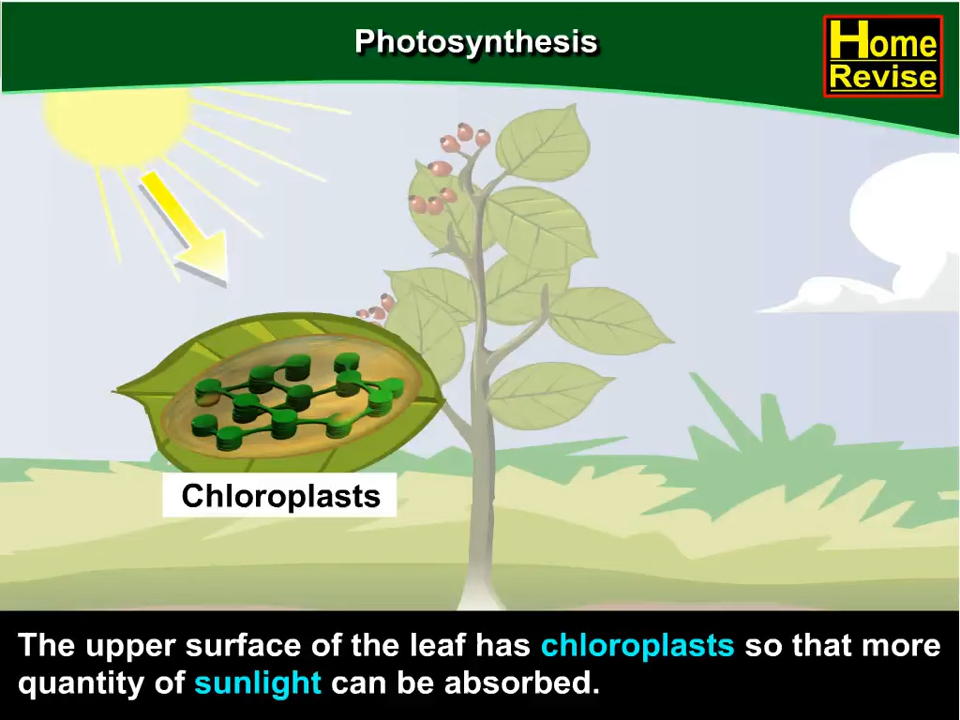 Photosynthesis
Home
Revise
Chloroplasts
The upper surface of the leaf has chloroplasts so that more
quantity of sunlight can be absorbed.